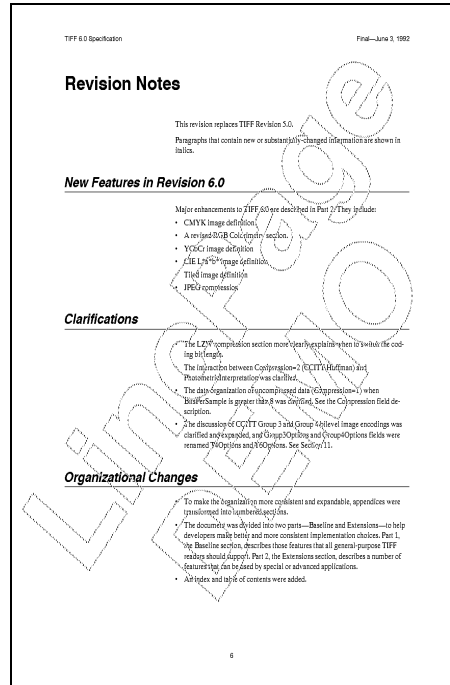 TIFF 6.0 Specification Final—June 3, 1992
Revision Notes
This revision replaces TIFF Revision 5.0.
Paragraphs that contain new or substantially-changed information are shown in
italics.
New Features in Revision 6.0
Major enhancements to TIFF 6.0 are described in Part 2. They include:
• CMYK image definition
• A revised RGB Colorimetry section.
• YCbCr image definition
• CIE L*a*b* image definition
Tiled image definition
• JPEG compression
Clarifications
The LZW compression section more clearly explains when to switch the cod-
ing bit length.
The interaction between Compression=2 (CCITT Huffman) and
PhotometricInterpretation was clarified.
• The data organization of uncompressed data (Compression=1) when
BitsPerSample is greater than 8 was clarified. See the Compression field de-
scription.
• The discussion of CCITT Group 3 and Group 4 bilevel image encodings was
clarified and expanded, and Group3Options and Group4Options fields were
renamed T4Options and T6Options. See Section 11.
Organizational Changes
• To make the organization more consistent and expandable, appendices were
transformed into numbered sections.
• The document was divided into two parts—Baseline and Extensions—to help
developers make better and more consistent implementation choices. Part 1,
the Baseline section, describes those features that all general-purpose TIFF
readers should support. Part 2, the Extensions section, describes a number of
features that can be used by special or advanced applications.
• An index and table of contents were added.
6
LincPage
DEMO